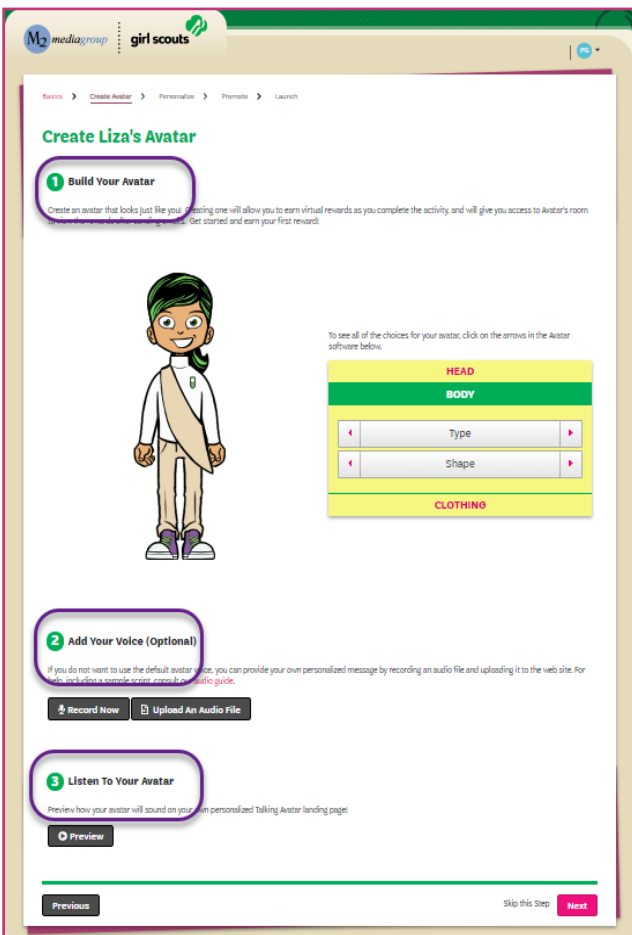 M2 mediagroup girl scouts
PG
Basics > Create Avatar > Personalize > Promote > Launch
Create Liza's Avatar
1 Build Your Avatar
Create an avatar that looks just like you! Creating one will allow you to earn virtual rewards as you complete the activity, and will give you access to Avatar's room
Get started and earn your first reward!
To see all of the choices for your avatar, click on the arrows in the Avatar
software below.
HEAD
BODY
Type
Shape
CLOTHING
2 Add Your Voice (Optional)
If you do not want to use the default avatar voice, you can provide your own personalized message by recording an audio file and uploading it to the web site. For
help, including a sample script, consult our audio guide.
Record Now Upload An Audio File
3 Listen To Your Avatar
Preview how your avatar will sound on your own personalized Talking Avatar landing page!
Preview
Previous Skip this Step Next